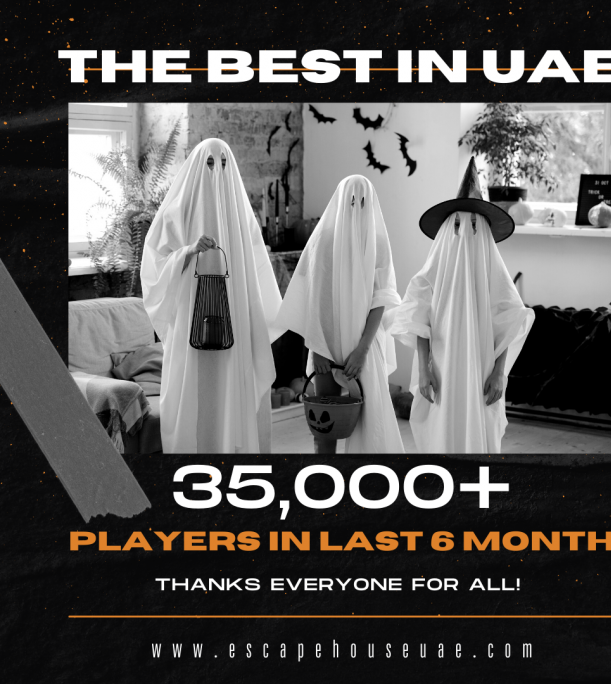 THE BEST IN UAE
35,000+
PLAYERS IN LAST 6 MONTH
THANKS EVERYONE FOR ALL!
www.escapehouseuae.com